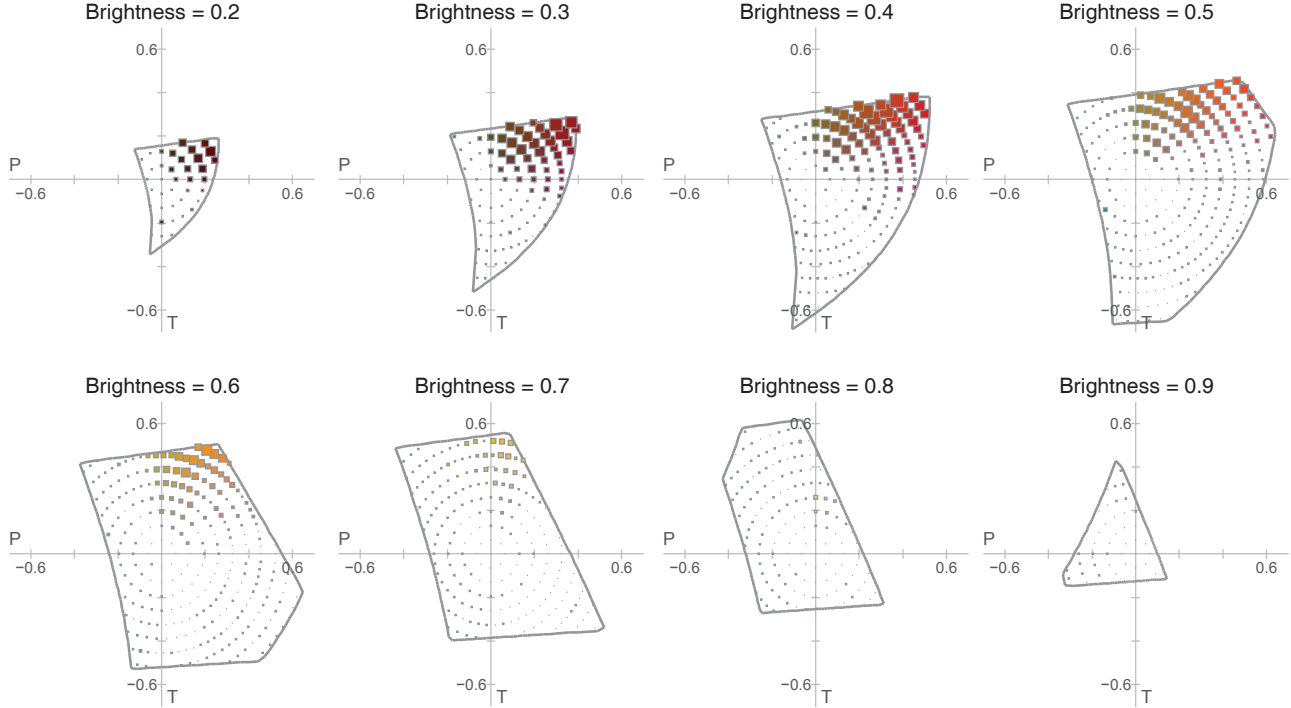 Brightness = 0.2 Brightness = 0.3 Brightness = 0.4 Brightness = 0.5
0.6 0.6 0.6 0.6
P P P P
−0.6 0.6 −0.6 0.6 −0.6 0.6 −0.6 0.6
−0.6 T −0.6 T −0.6 T −0.6 T
Brightness = 0.6 Brightness = 0.7 Brightness = 0.8 Brightness = 0.9
0.6 0.6 0.6 0.6
P P P P
−0.6 0.6 −0.6 0.6 −0.6 0.6 −0.6 0.6
−0.6 T −0.6 T −0.6 T −0.6 T